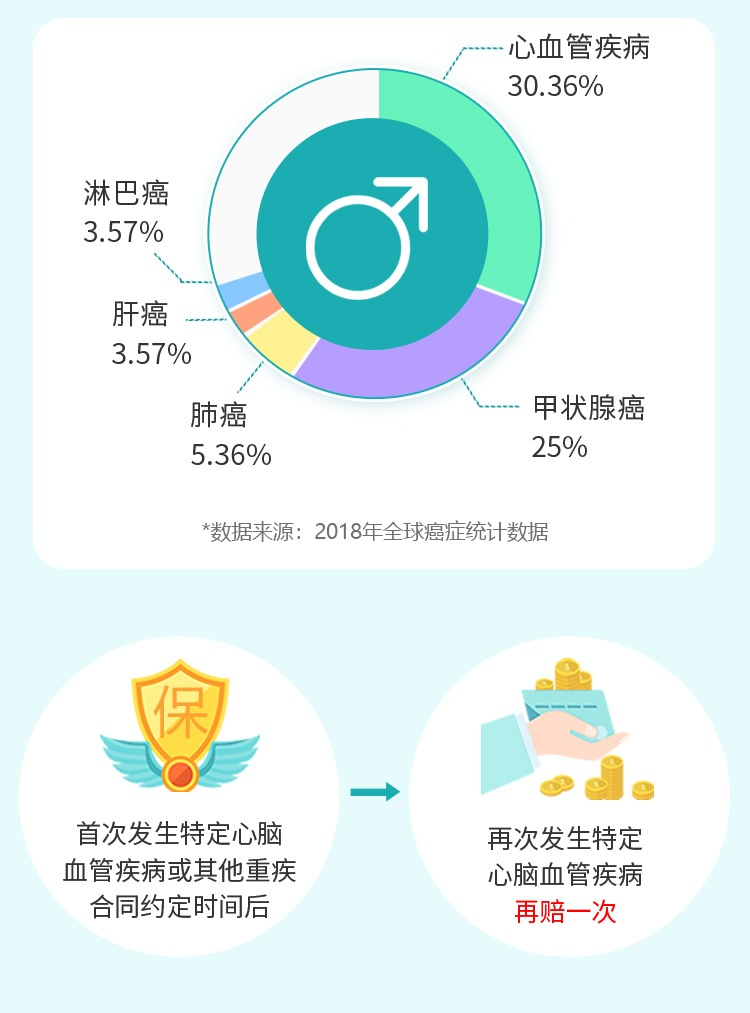 心血管疾病
30.36%
淋巴癌
3.57%
肝癌
3.57%
肺癌
5.36%
甲状腺癌
25%
*数据来源：2018年全球癌症统计数据
保
首次发生特定心脑
血管疾病或其他重疾
合同约定时间后
再次发生特定
心脑血管疾病
再赔一次